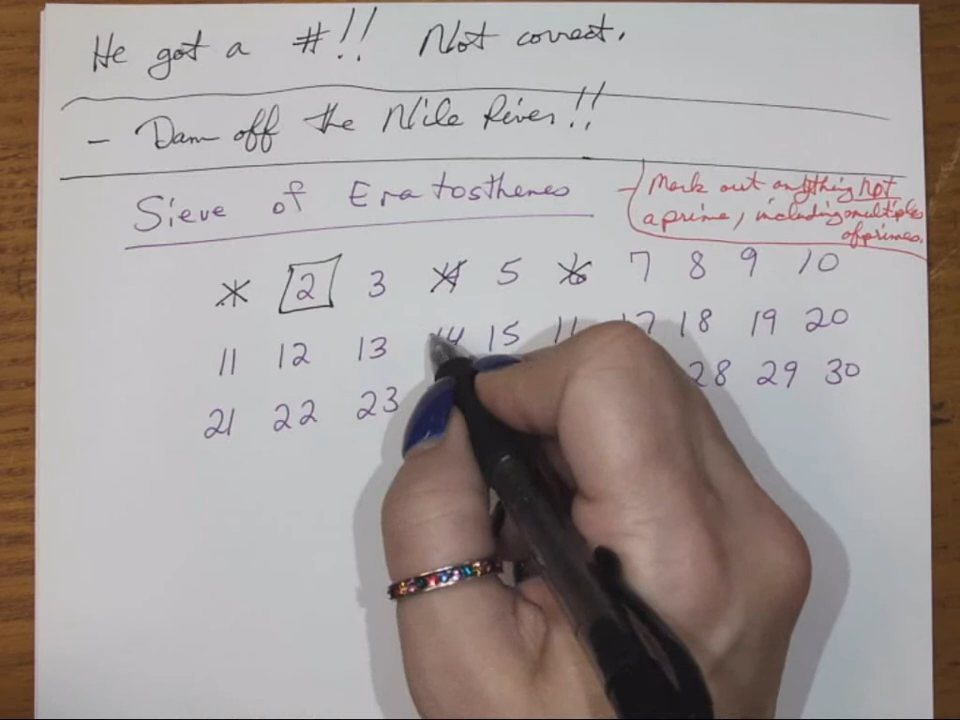 He got a #!! Not correct.
- Dam off the Nile River!!
Sieve of Eratosthenes
Mark out anything not
a prime, including multiples
of primes.
2 3 4 5 6 7 8 9 10
11 12 13 14 15 17 18 19 20
21 22 23 28 29 30